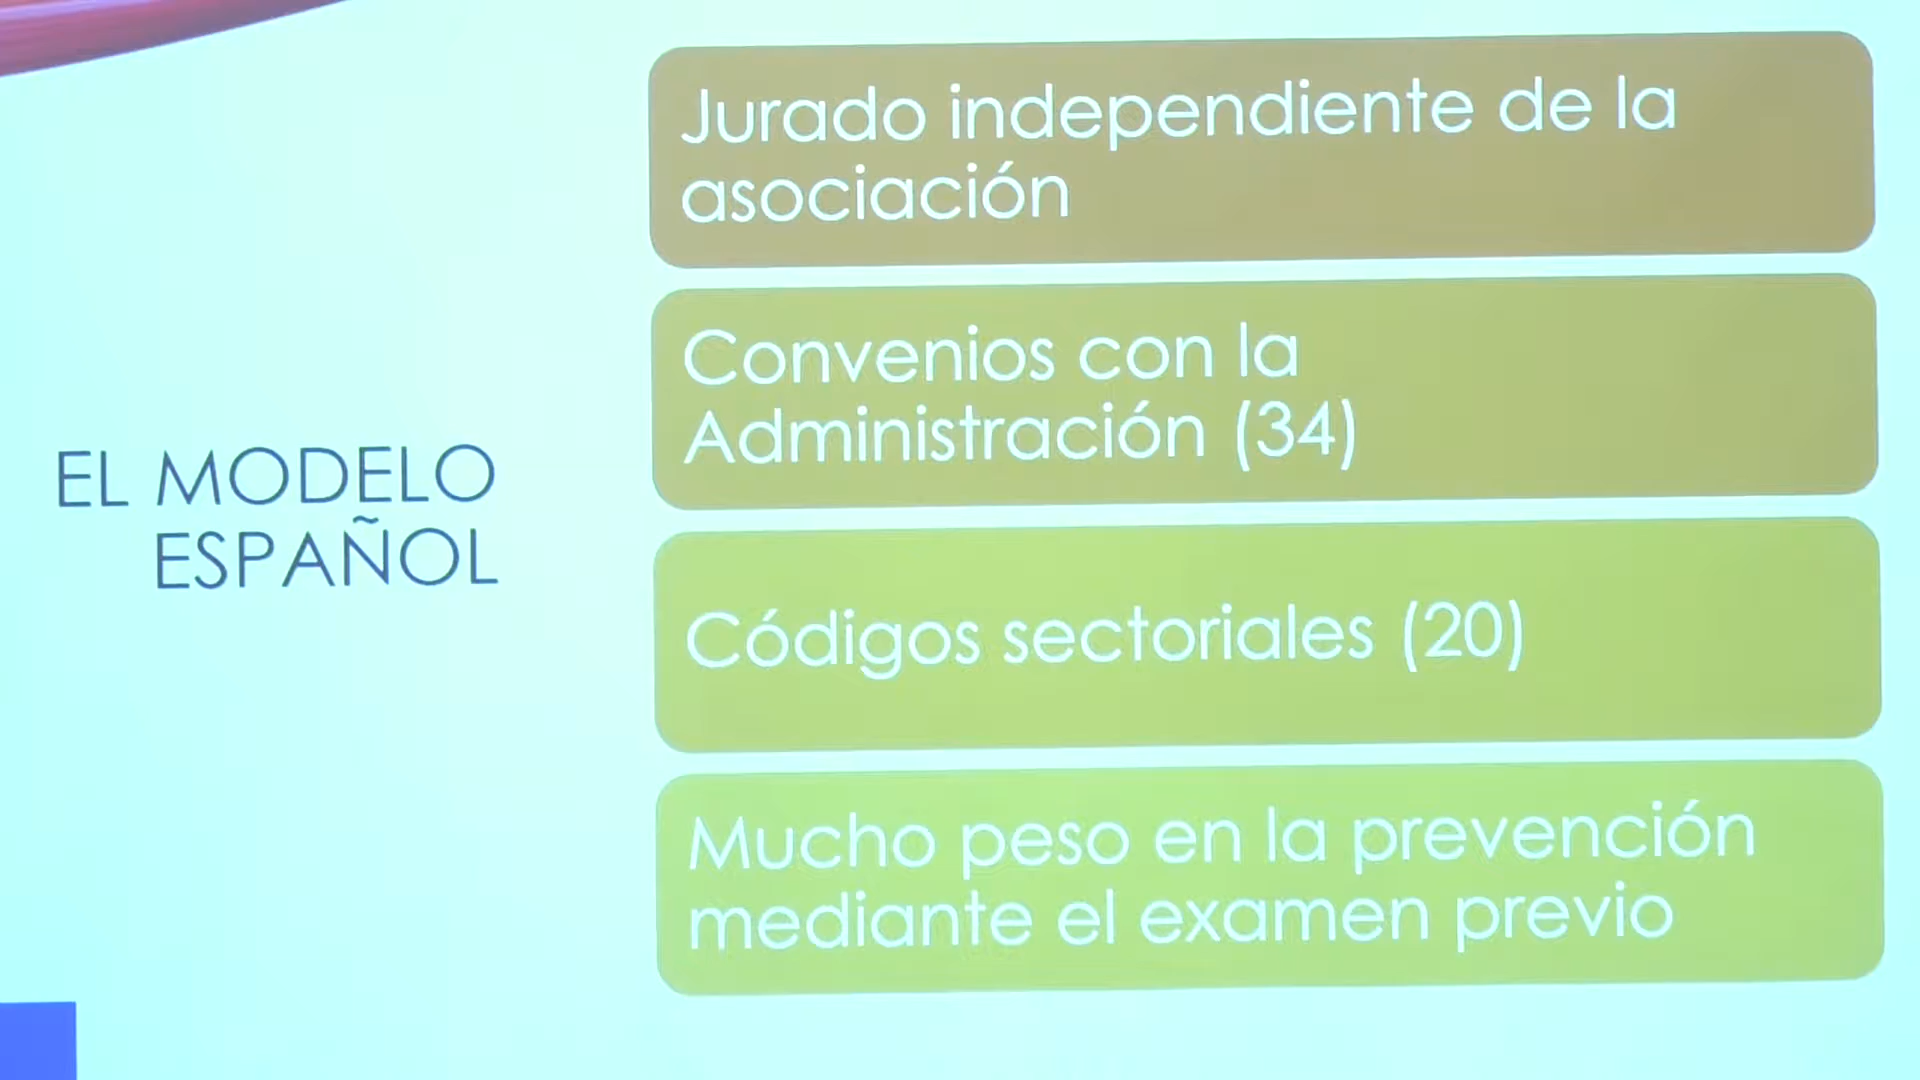 EL MODELO
ESPAÑOL
Jurado independiente de la
asociación
Convenios con la
Administración (34)
Códigos sectoriales (20)
Mucho peso en la prevención
mediante el examen previo